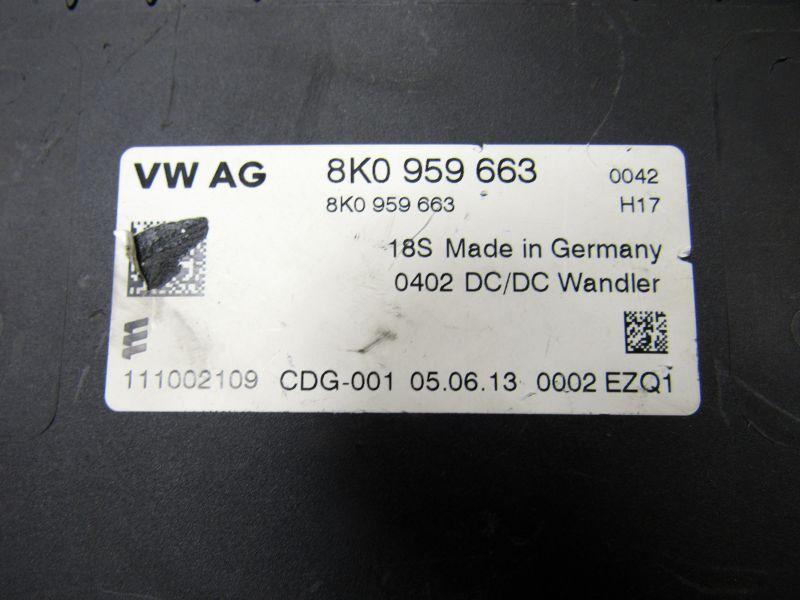 VW AG 8K0 959 663 0042
8K0 959 663 H17
18S Made in Germany
0402 DC/DC Wandler
111002109 CDG-001 05.06.13 0002 EZQ1